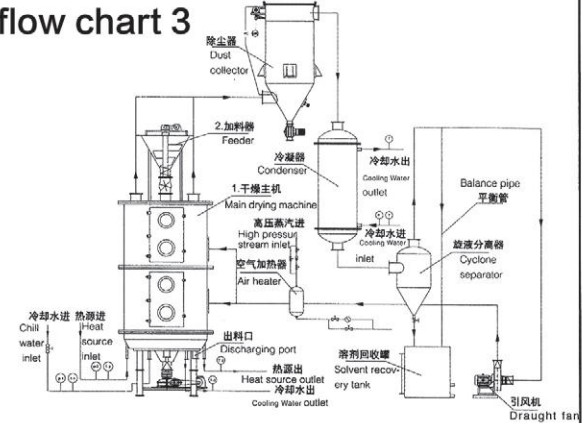 flow chart 3
除尘器
Dust
collector
2.加料器
Feeder
冷凝器
Condenser
冷却水出
Cooling Water
outlet
1.干燥主机
Main drying machine
Balance pipe
平衡管
高压蒸汽进
High pressur
stream inlet
冷却水进
Cooling Water
inlet
旋液分离器
Cyclone
separator
空气加热器
Air heater
冷却水进
Chill
water
inlet
热源进
Heat
source
inlet
出料口
Discharging port
热源出
Heat source outlet
冷却水出
Cooling Water outlet
溶剂回收罐
Solvent recov-
ery tank
引风机
Draught fan